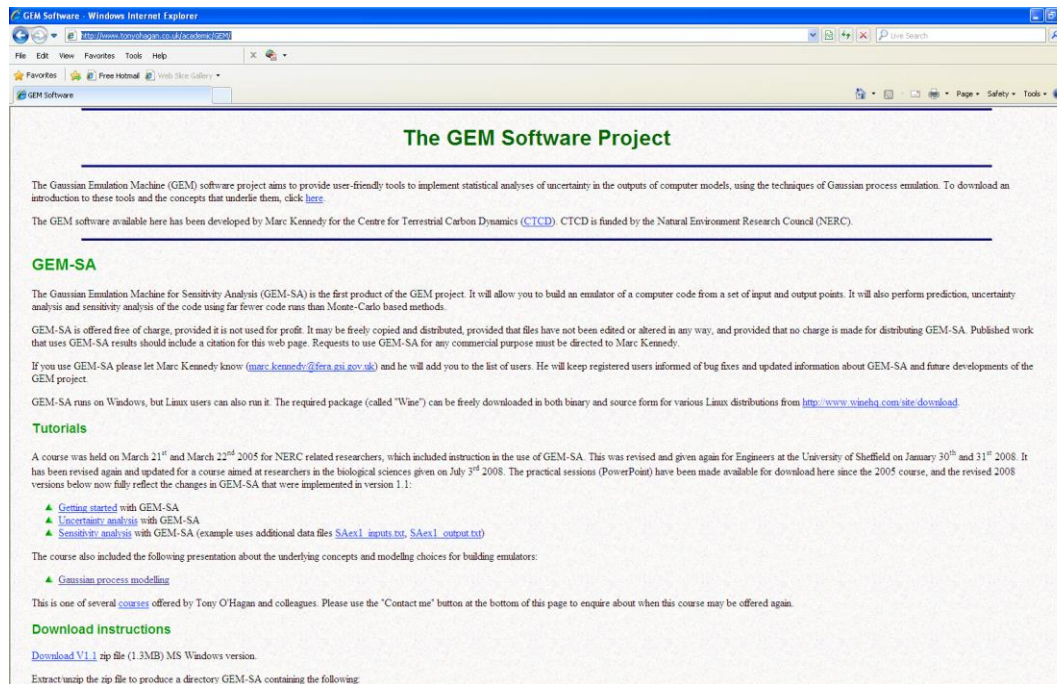 GEM Software - Windows Internet Explorer
http://www.tonyohagan.co.uk/academic/GEM/
Live Search
File Edit View Favorites Tools Help
Favorites Free Hotmail Web Slice Gallery
GEM Software
Page Safety Tools
The GEM Software Project
The Gaussian Emulation Machine (GEM) software project aims to provide user-friendly tools to implement statistical analyses of uncertainty in the outputs of computer models, using the techniques of Gaussian process emulation. To download an
introduction to these tools and the concepts that underlie them, click here.
The GEM software available here has been developed by Marc Kennedy for the Centre for Terrestrial Carbon Dynamics (CTCD). CTCD is funded by the Natural Environment Research Council (NERC).
GEM-SA
The Gaussian Emulation Machine for Sensitivity Analysis (GEM-SA) is the first product of the GEM project. It will allow you to build an emulator of a computer code from a set of input and output points. It will also perform prediction, uncertainty
analysis and sensitivity analysis of the code using far fewer code runs than Monte-Carlo based methods.
GEM-SA is offered free of charge, provided it is not used for profit. It may be freely copied and distributed, provided that files have not been edited or altered in any way, and provided that no charge is made for distributing GEM-SA. Published work
that uses GEM-SA results should include a citation for this web page. Requests to use GEM-SA for any commercial purpose must be directed to Marc Kennedy.
If you use GEM-SA please let Marc Kennedy know (marc.kennedy@fera.gsi.gov.uk) and he will add you to the list of users. He will keep registered users informed of bug fixes and updated information about GEM-SA and future developments of the
GEM project.
GEM-SA runs on Windows, but Linux users can also run it. The required package (called "Wine") can be freely downloaded in both binary and source form for various Linux distributions from http://www.winehq.com/site/download.
Tutorials
A course was held on March 21st and March 22nd 2005 for NERC related researchers, which included instruction in the use of GEM-SA. This was revised and given again for Engineers at the University of Sheffield on January 30th and 31st 2008. It
has been revised again and updated for a course aimed at researchers in the biological sciences given on July 3rd 2008. The practical sessions (PowerPoint) have been made available for download here since the 2005 course, and the revised 2008
versions below now fully reflect the changes in GEM-SA that were implemented in version 1.1:
Getting started with GEM-SA
Uncertainty analysis with GEM-SA
Sensitivity analysis with GEM-SA (example uses additional data files SAex1_inputs.txt, SAex1_output.txt)
The course also included the following presentation about the underlying concepts and modellng choices for building emulators:
Gaussian process modelling
This is one of several courses offered by Tony O'Hagan and colleagues. Please use the "Contact me" button at the bottom of this page to enquire about when this course may be offered again.
Download instructions
Download V1.1 zip file (1.3MB) MS Windows version.
Extract/unzip the zip file to produce a directory GEM-SA containing the following: